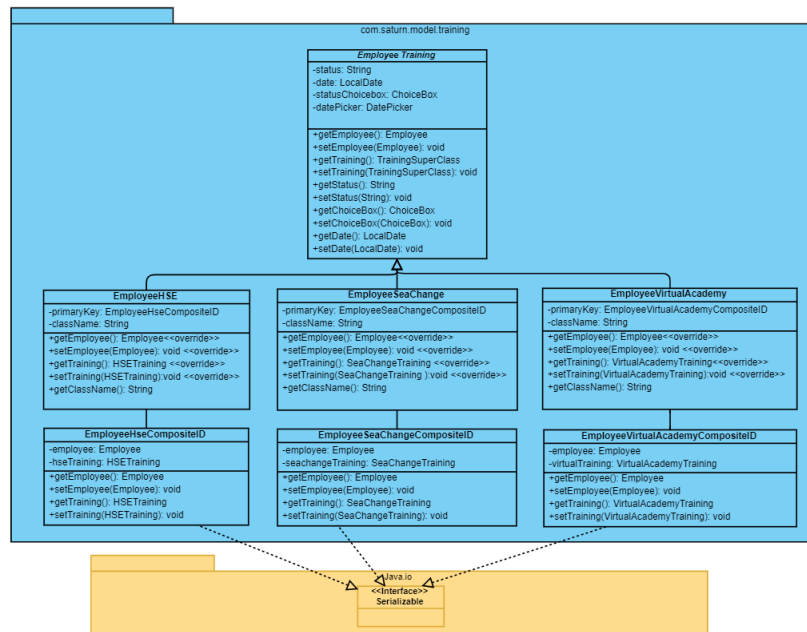 com.saturn.model.training
Employee Training
-status: String
-date: LocalDate
-statusChoicebox: ChoiceBox
-datePicker: DatePicker
+getEmployee(): Employee
+setEmployee(Employee): void
+getTraining(): TrainingSuperClass
+setTraining(TrainingSuperClass): void
+getStatus(): String
+setStatus(String): void
+getChoiceBox(): ChoiceBox
+setChoiceBox(ChoiceBox): void
+getDate(): LocalDate
+setDate(LocalDate): void
EmployeeHSE
-primaryKey: EmployeeHseCompositeID
-className: String
+getEmployee(): Employee<<override>>
+setEmployee(Employee): void <<override>>
+getTraining(): HSETraining <<override>>
+setTraining(HSETraining):void <<override>>
+getClassName(): String
EmployeeSeaChange
-primaryKey: EmployeeSeaChangeCompositeID
-className: String
+getEmployee(): Employee<<override>>
+setEmployee(Employee): void <<override>>
+getTraining(): SeaChangeTraining <<override>>
+setTraining(SeaChangeTraining ):void <<override>>
+getClassName(): String
EmployeeVirtualAcademy
-primaryKey: EmployeeVirtualAcademyCompositeID
-className: String
+getEmployee(): Employee<<override>>
+setEmployee(Employee): void <<override>>
+getTraining(): VirtualAcademyTraining<<override>>
+setTraining(VirtualAcademyTraining):void <<override>>
+getClassName(): String
EmployeeHseCompositeID
-employee: Employee
-hseTraining: HSETraining
+getEmployee(): Employee
+setEmployee(Employee): void
+getTraining(): HSETraining
+setTraining(HSETraining): void
EmployeeSeaChangeCompositeID
-employee: Employee
-seachangeTraining: SeaChangeTraining
+getEmployee(): Employee
+setEmployee(Employee): void
+getTraining(): SeaChangeTraining
+setTraining(SeaChangeTraining): void
EmployeeVirtualAcademyCompositeID
-employee: Employee
-virtualTraining: VirtualAcademyTraining
+getEmployee(): Employee
+setEmployee(Employee): void
+getTraining(): VirtualAcademyTraining
+setTraining(VirtualAcademyTraining): void
Java.io
<<Interface>>
Serializable